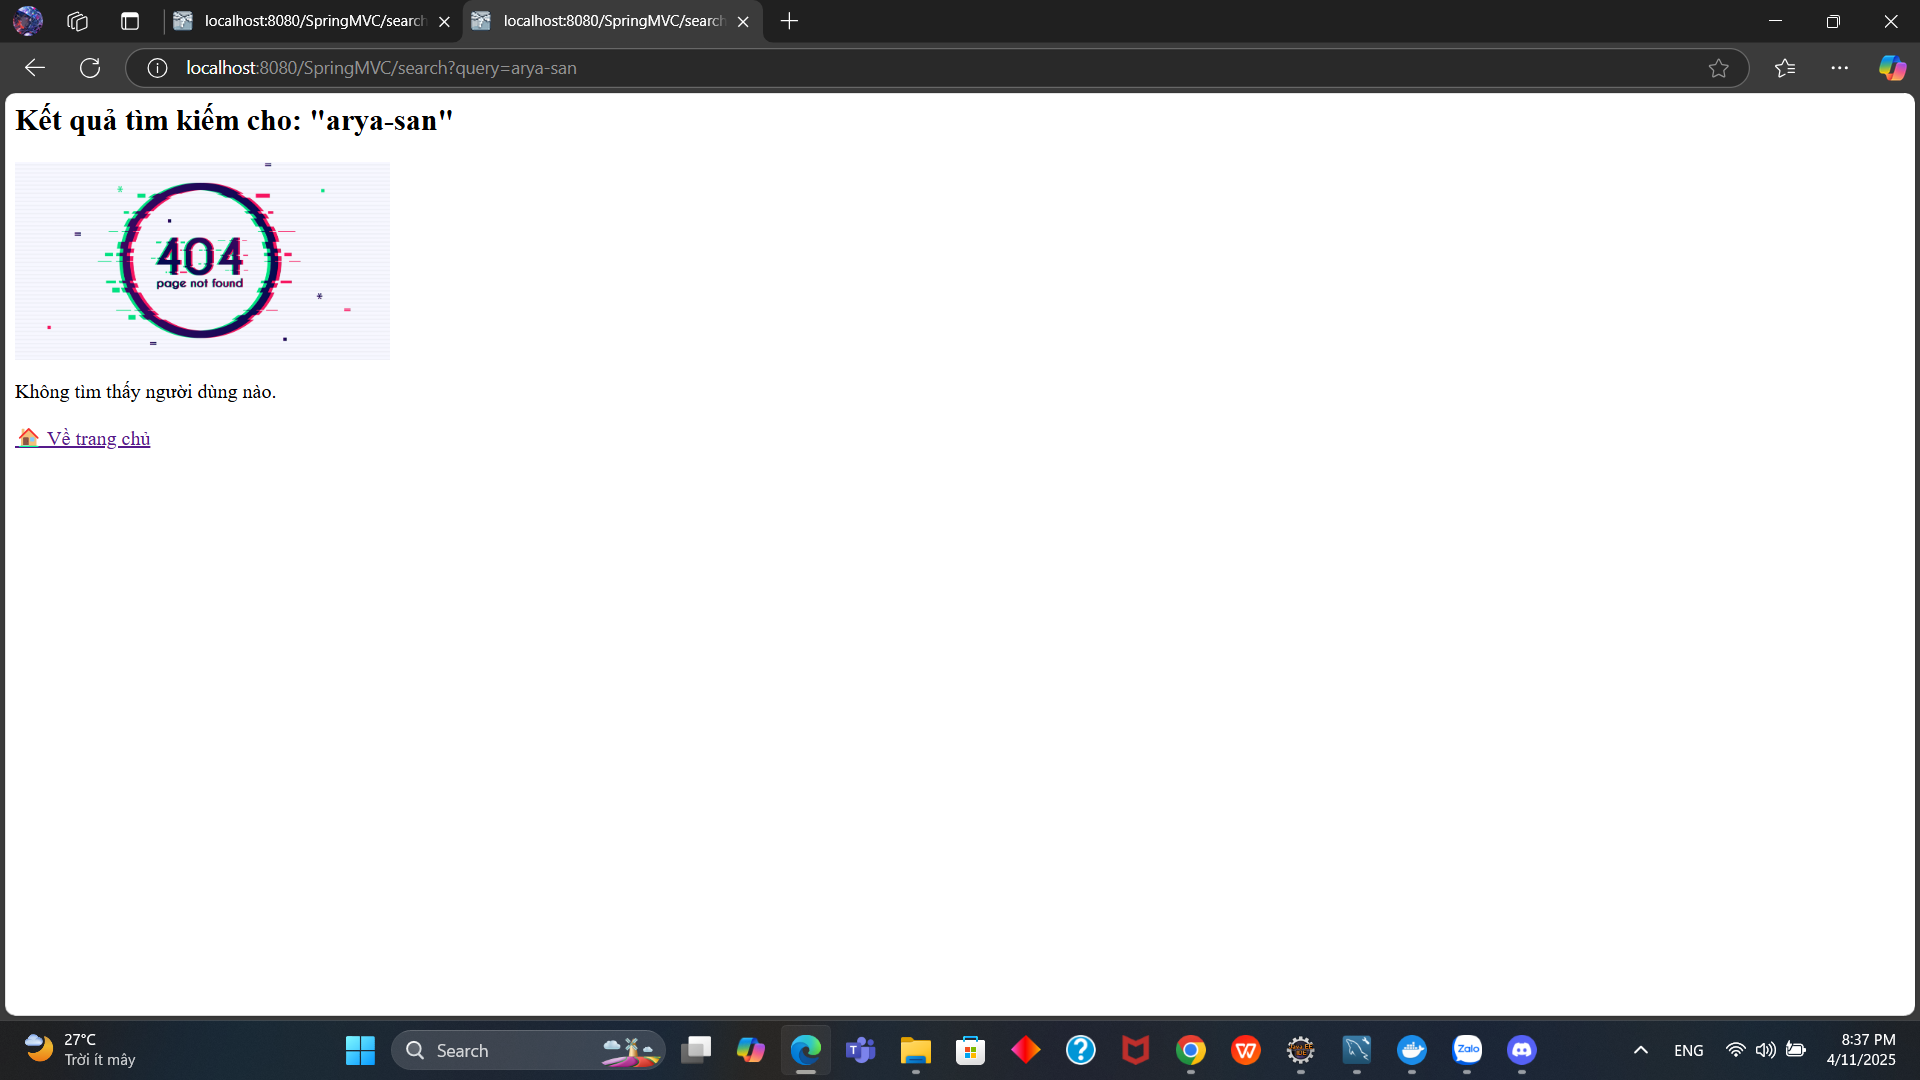 localhost:8080/SpringMVC/search
localhost:8080/SpringMVC/search
localhost:8080/SpringMVC/search?query=arya-san
Kết quả tìm kiếm cho: "arya-san"
404
page not found
Không tìm thấy người dùng nào.
🏠 Về trang chủ
27°C
Trời ít mây
Search
Zalo
ENG
8:37 PM
4/11/2025